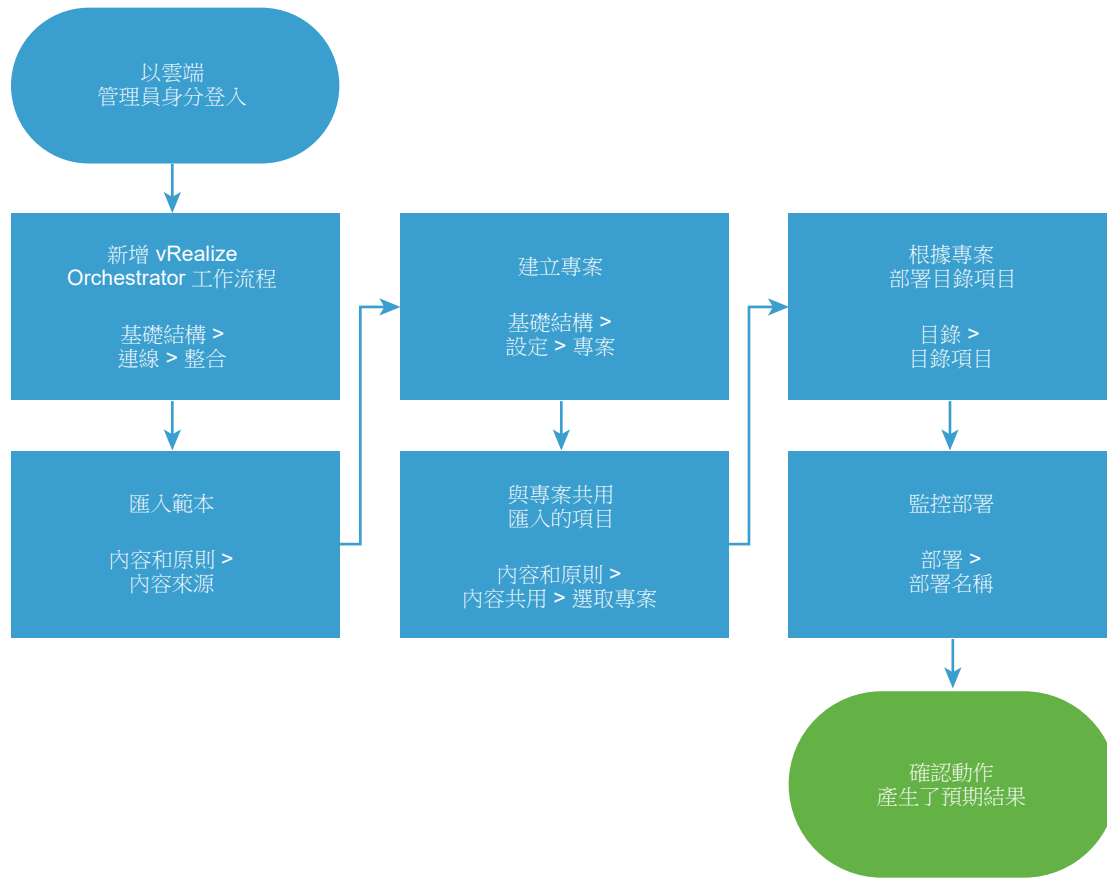 以雲端
管理員身分登入
新增 vRealize
Orchestrator 工作流程
基礎結構 >
連線 > 整合
匯入範本
內容和原則 >
內容來源
建立專案
基礎結構 >
設定 > 專案
與專案共用
匯入的項目
內容和原則 >
內容共用 > 選取專案
根據專案
部署目錄項目
目錄 >
目錄項目
監控部署
部署 >
部署名稱
確認動作
產生了預期結果